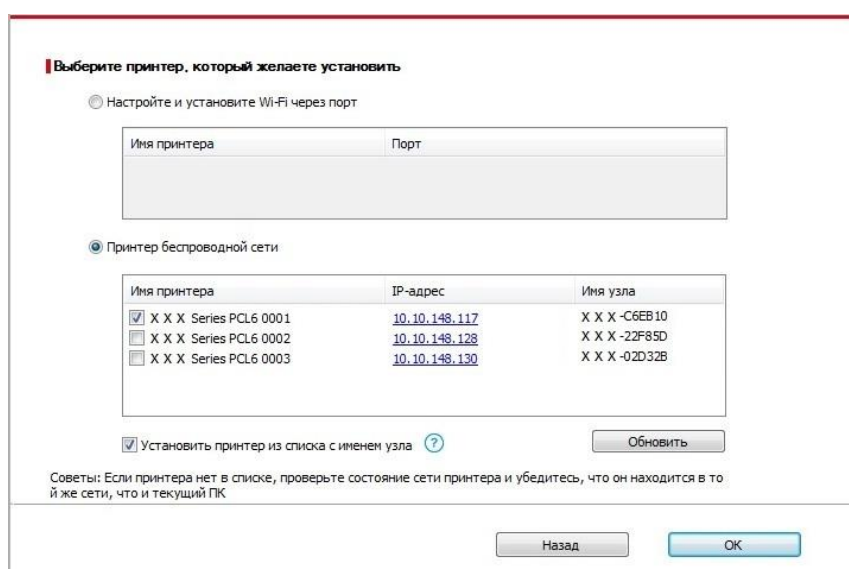 Выберите принтер, который желаете установить
Настройте и установите Wi-Fi через порт
Имя принтера Порт
Принтер беспроводной сети
Имя принтера IP-адрес Имя узла
X X X Series PCL6 0001 10.10.148.117 X X X -C6EB10
X X X Series PCL6 0002 10.10.148.128 X X X -22F85D
X X X Series PCL6 0003 10.10.148.130 X X X -02D32B
Установить принтер из списка с именем узла ? Обновить
Советы: Если принтера нет в списке, проверьте состояние сети принтера и убедитесь, что он находится в то
й же сети, что и текущий ПК
Назад OK